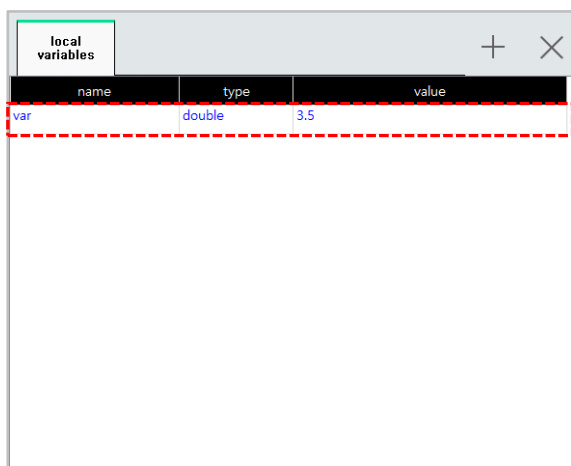 local
variables
name type value
var double 3.5